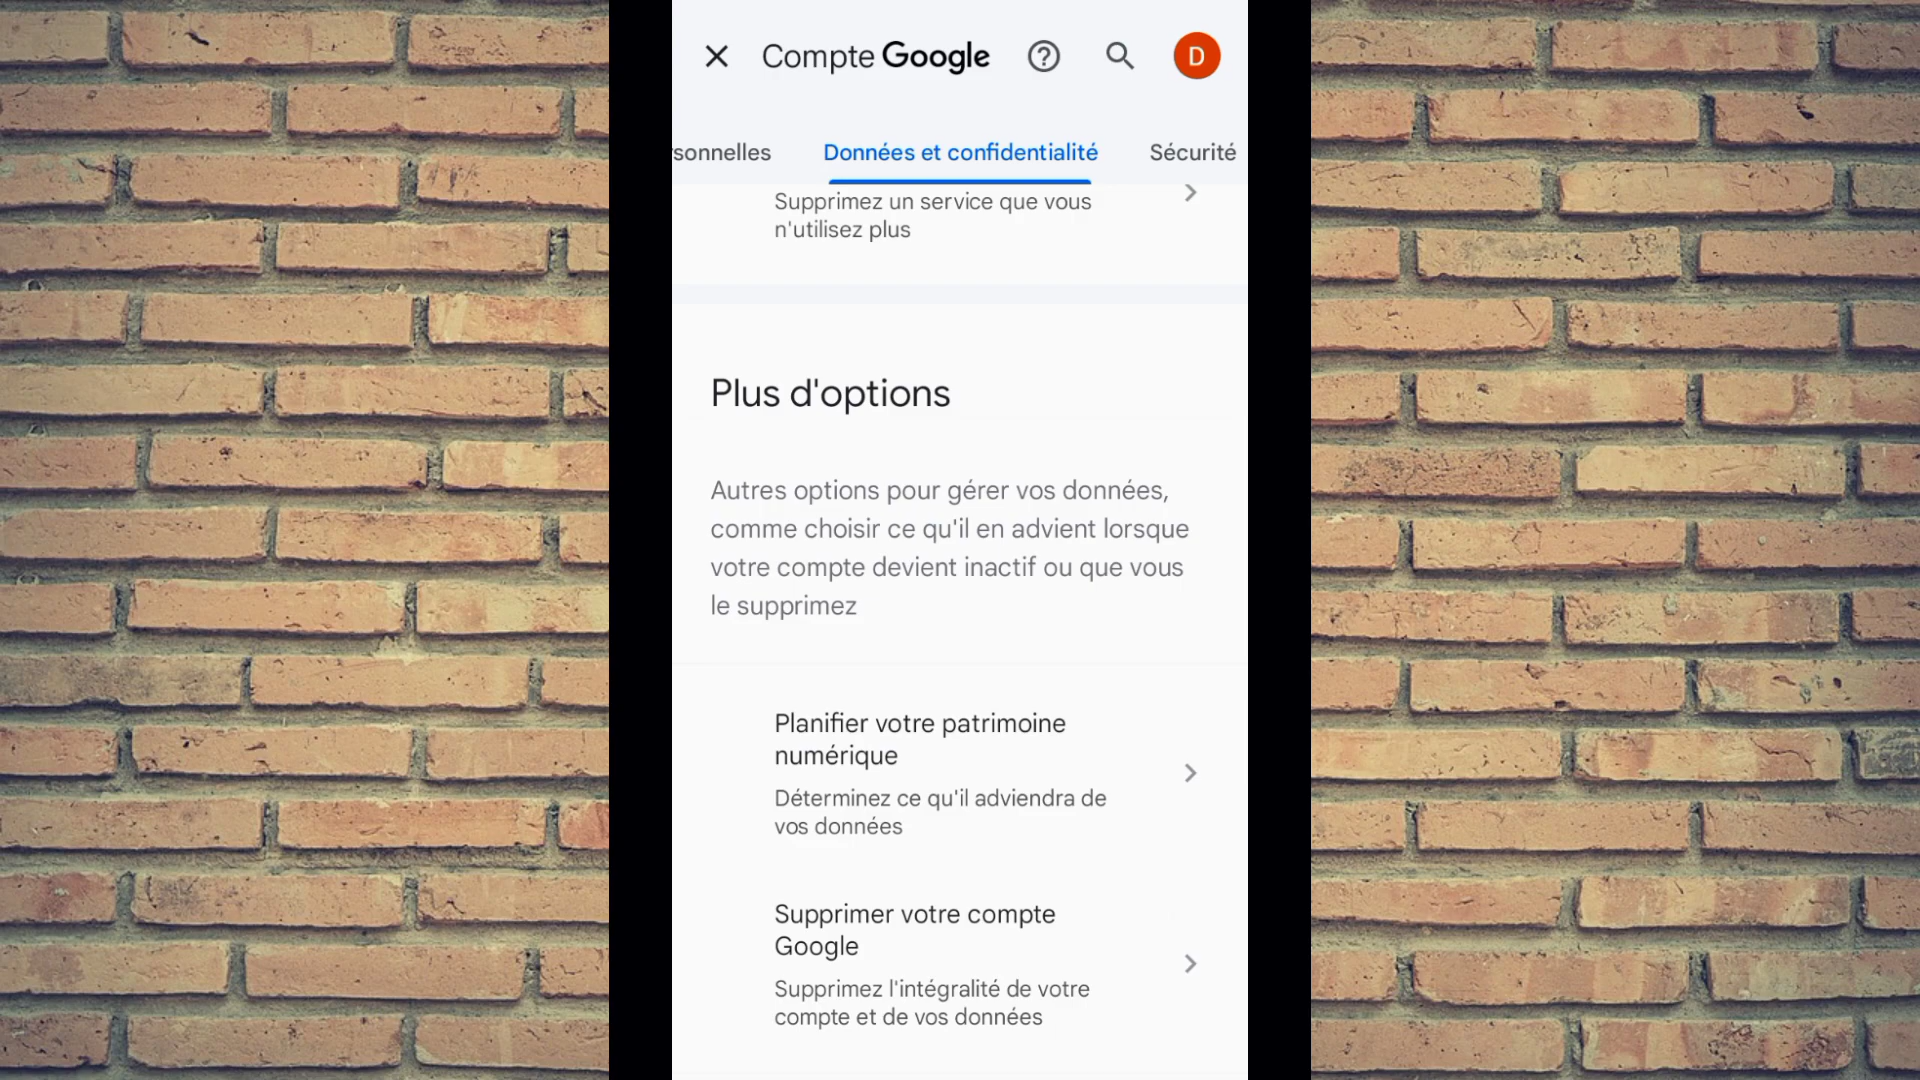 Compte Google
D
sonnelles
Données et confidentialité
Sécurité
Supprimez un service que vous
n'utilisez plus
Plus d'options
Autres options pour gérer vos données,
comme choisir ce qu'il en advient lorsque
votre compte devient inactif ou que vous
le supprimez
Planifier votre patrimoine
numérique
Déterminez ce qu'il adviendra de
vos données
Supprimer votre compte
Google
Supprimez l'intégralité de votre
compte et de vos données